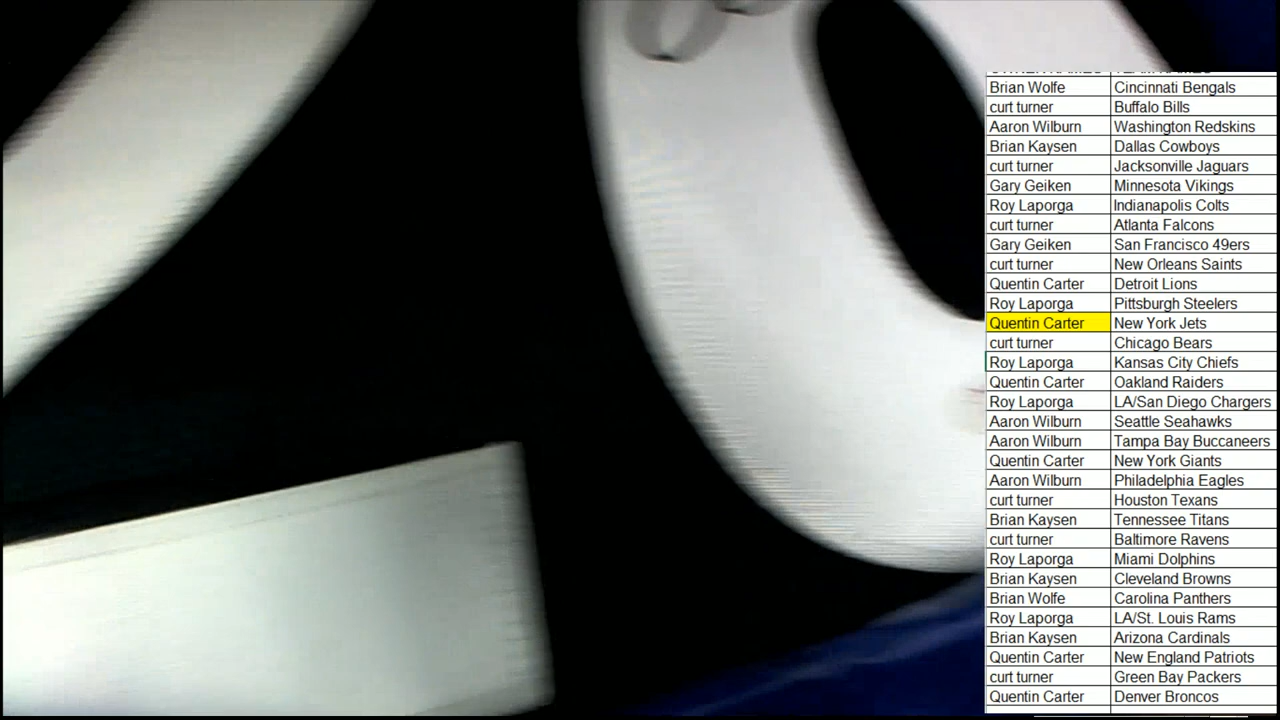 OWNER NAMES TEAM NAMES
Brian Wolfe Cincinnati Bengals
curt turner Buffalo Bills
Aaron Wilburn Washington Redskins
Brian Kaysen Dallas Cowboys
curt turner Jacksonville Jaguars
Gary Geiken Minnesota Vikings
Roy Laporga Indianapolis Colts
curt turner Atlanta Falcons
Gary Geiken San Francisco 49ers
curt turner New Orleans Saints
Quentin Carter Detroit Lions
Roy Laporga Pittsburgh Steelers
Quentin Carter New York Jets
curt turner Chicago Bears
Roy Laporga Kansas City Chiefs
Quentin Carter Oakland Raiders
Roy Laporga LA/San Diego Chargers
Aaron Wilburn Seattle Seahawks
Aaron Wilburn Tampa Bay Buccaneers
Quentin Carter New York Giants
Aaron Wilburn Philadelphia Eagles
curt turner Houston Texans
Brian Kaysen Tennessee Titans
curt turner Baltimore Ravens
Roy Laporga Miami Dolphins
Brian Kaysen Cleveland Browns
Brian Wolfe Carolina Panthers
Roy Laporga LA/St. Louis Rams
Brian Kaysen Arizona Cardinals
Quentin Carter New England Patriots
curt turner Green Bay Packers
Quentin Carter Denver Broncos